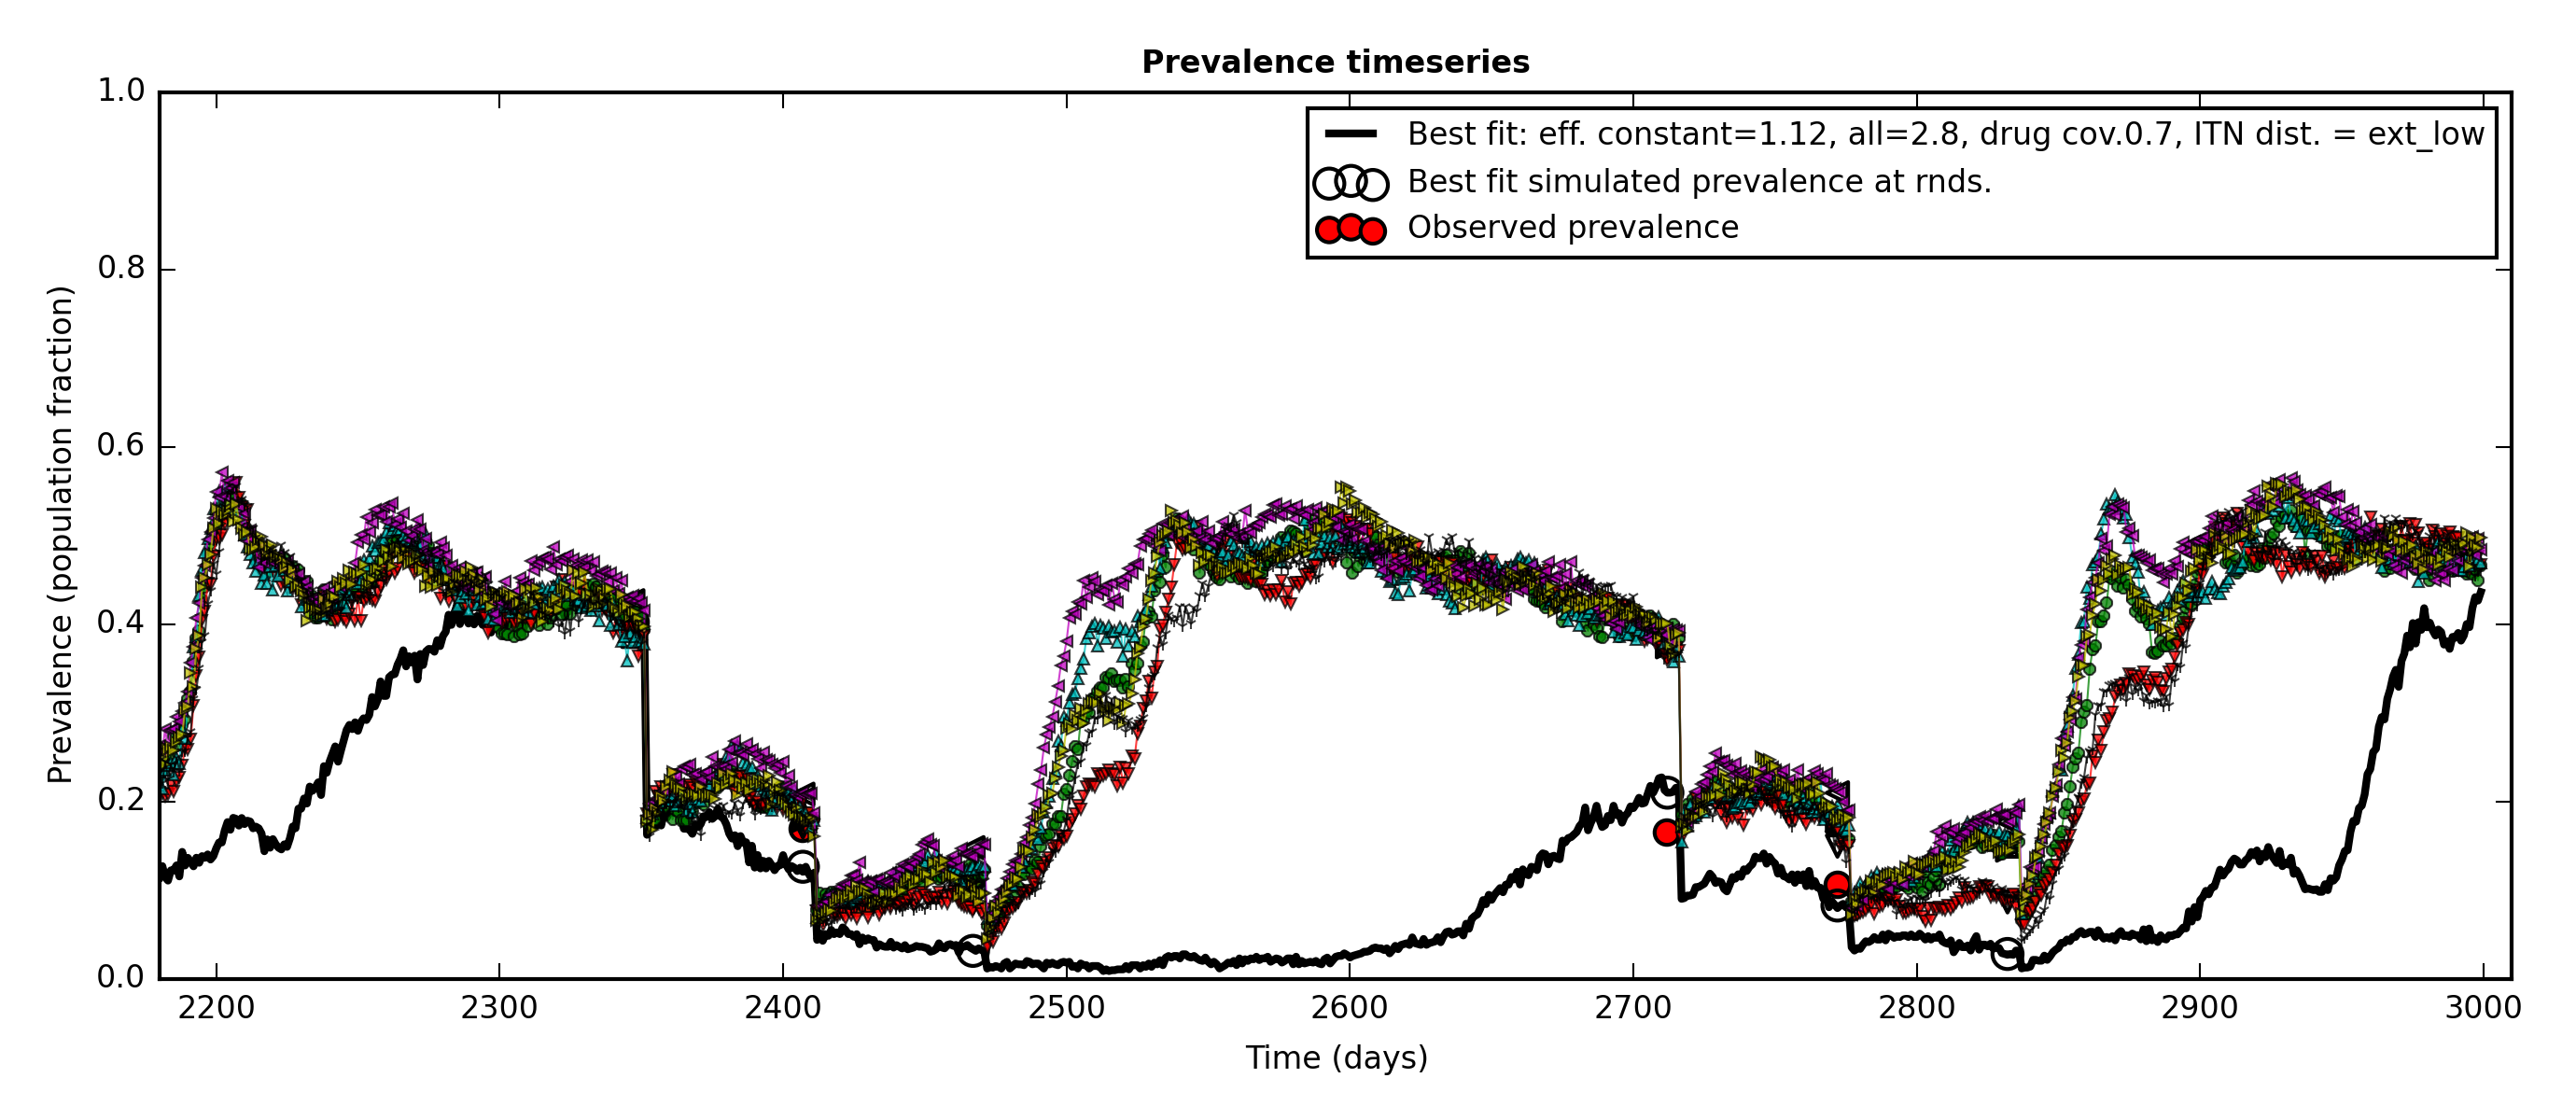 Prevalence timeseries
Best fit: eff. constant=1.12, all=2.8, drug cov.0.7, ITN dist. = ext_low
Best fit simulated prevalence at rnds.
Observed prevalence
Prevalence (population fraction)
1.0
0.8
0.6
0.4
0.2
0.0
2200 2300 2400 2500 2600 2700 2800 2900 3000
Time (days)